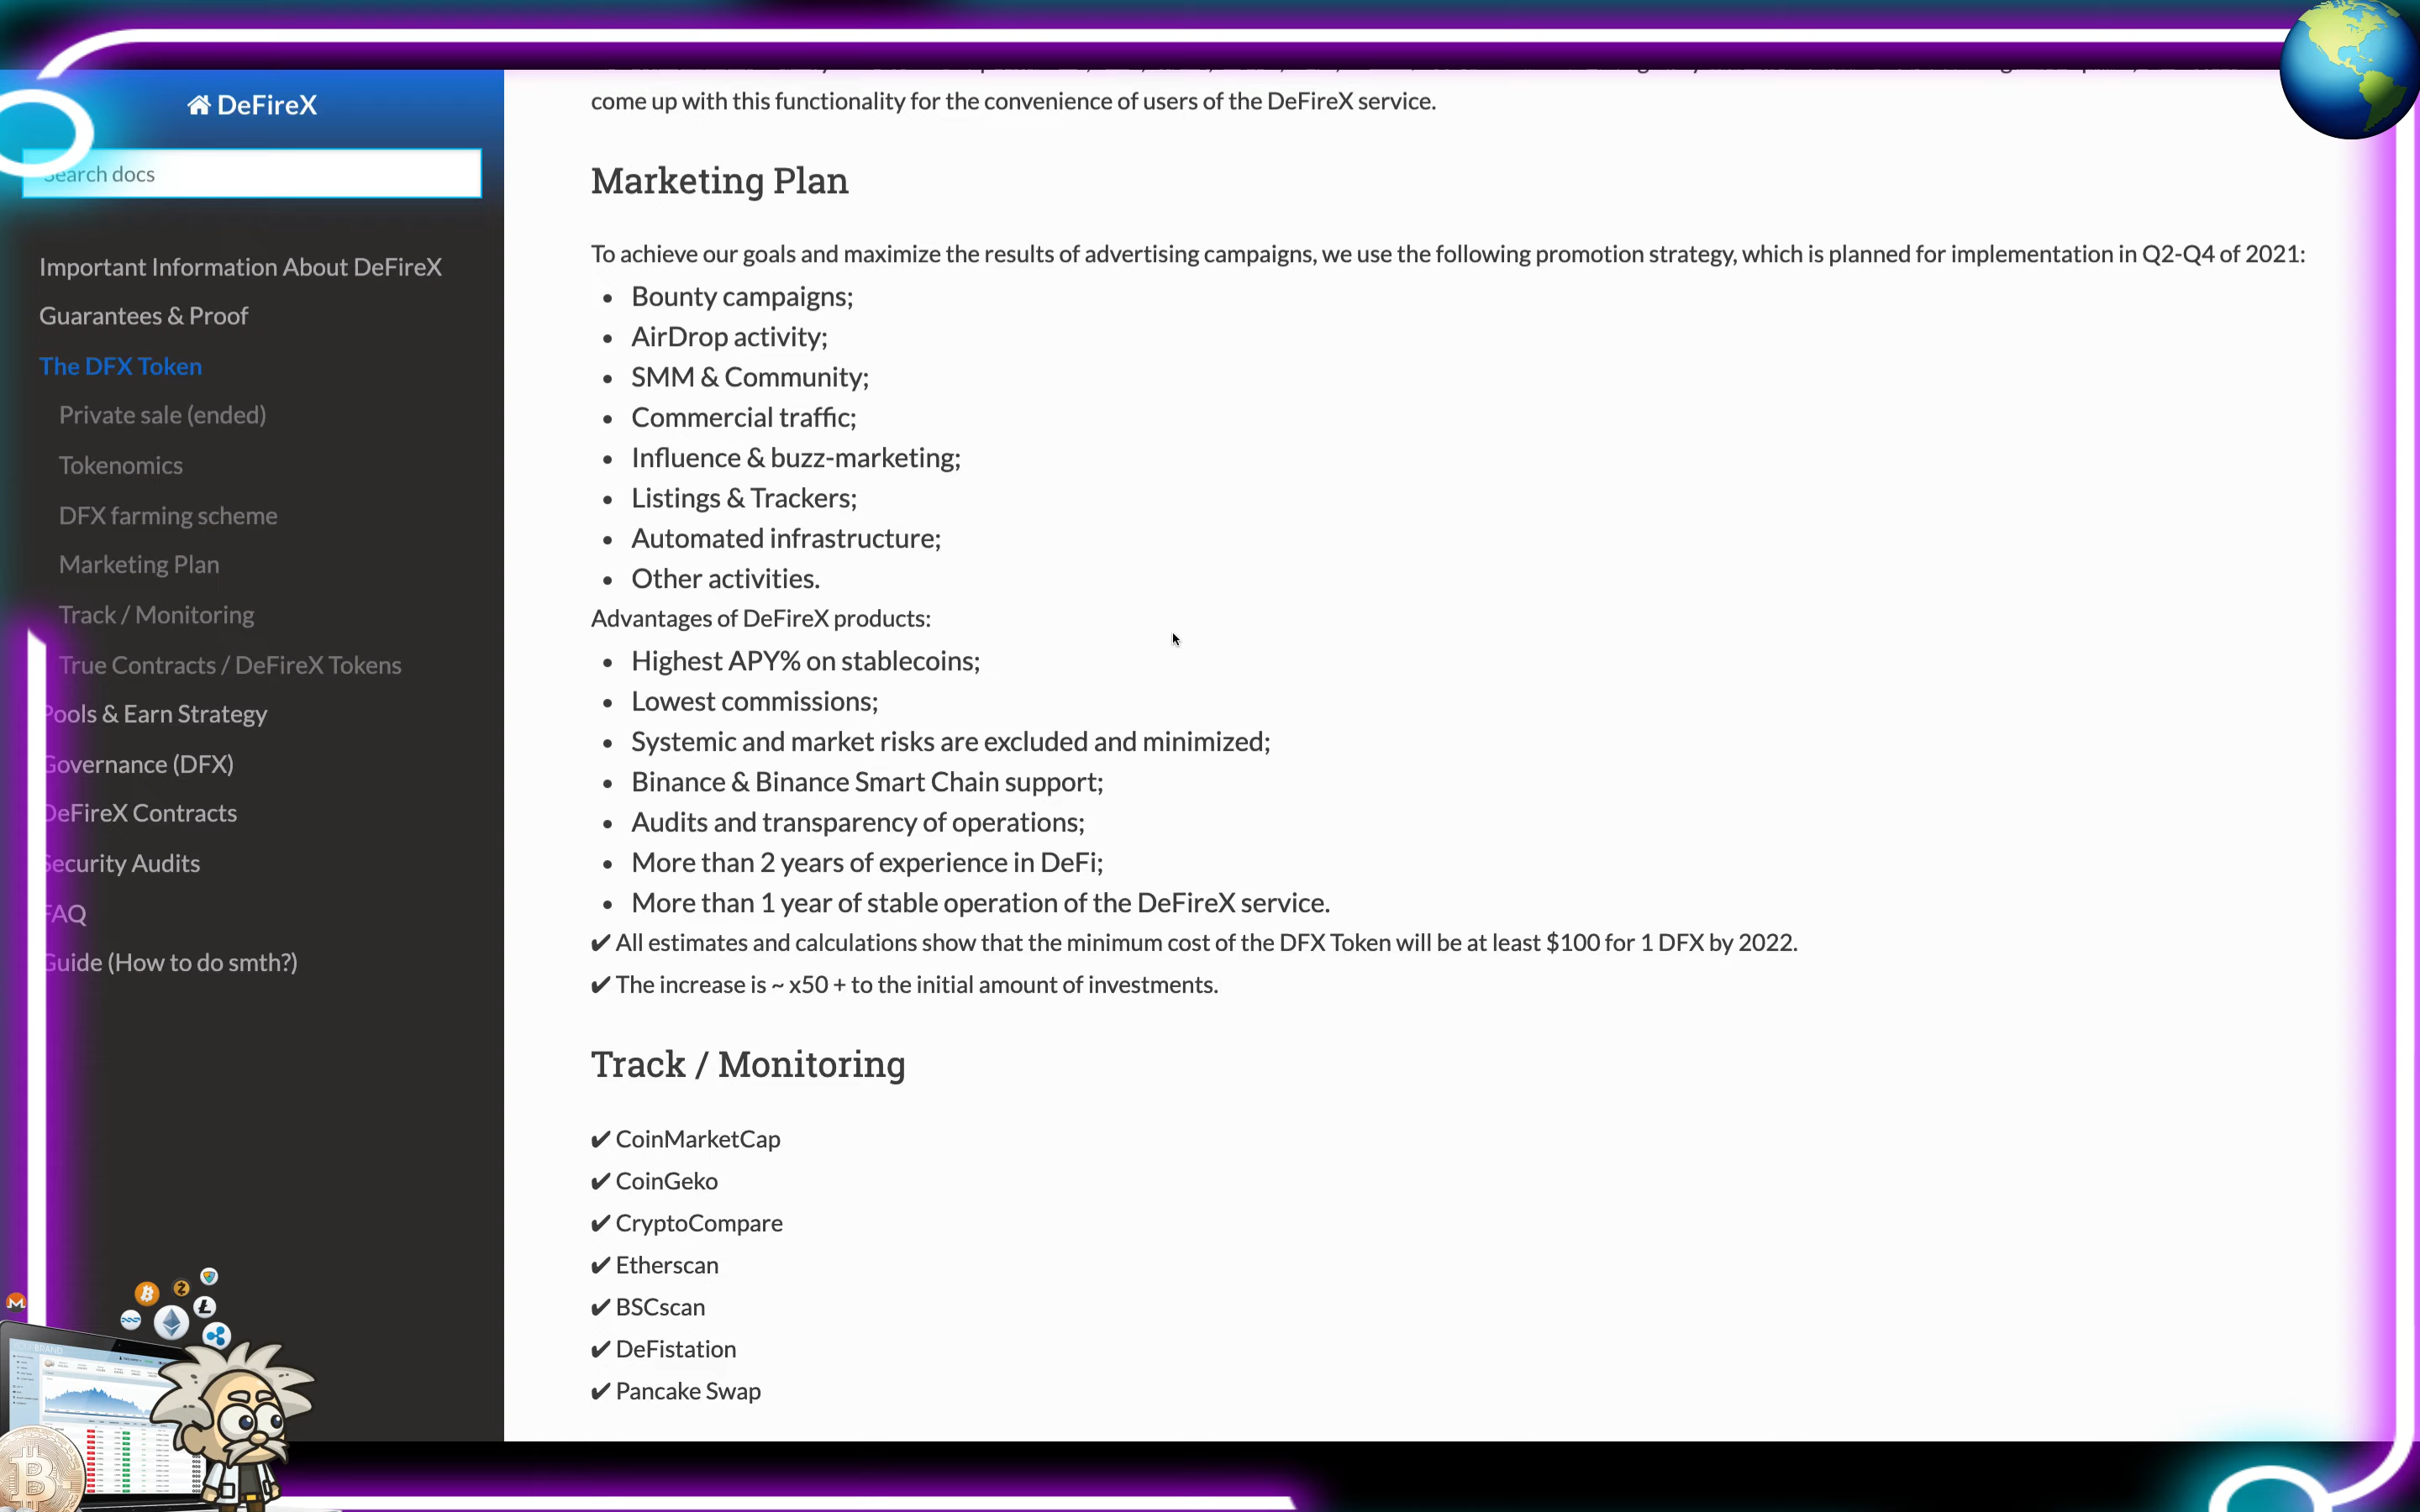 DeFireX
Search docs
Important Information About DeFireX
Guarantees & Proof
The DFX Token
Private sale (ended)
Tokenomics
DFX farming scheme
Marketing Plan
Track / Monitoring
True Contracts / DeFireX Tokens
Pools & Earn Strategy
Governance (DFX)
DeFireX Contracts
Security Audits
FAQ
Guide (How to do smth?)
come up with this functionality for the convenience of users of the DeFireX service.
Marketing Plan
To achieve our goals and maximize the results of advertising campaigns, we use the following promotion strategy, which is planned for implementation in Q2-Q4 of 2021:
• Bounty campaigns;
• AirDrop activity;
• SMM & Community;
• Commercial traffic;
• Influence & buzz-marketing;
• Listings & Trackers;
• Automated infrastructure;
• Other activities.
Advantages of DeFireX products:
• Highest APY% on stablecoins;
• Lowest commissions;
• Systemic and market risks are excluded and minimized;
• Binance & Binance Smart Chain support;
• Audits and transparency of operations;
• More than 2 years of experience in DeFi;
• More than 1 year of stable operation of the DeFireX service.
✔ All estimates and calculations show that the minimum cost of the DFX Token will be at least $100 for 1 DFX by 2022.
✔ The increase is ~ x50 + to the initial amount of investments.
Track / Monitoring
✔ CoinMarketCap
✔ CoinGeko
✔ CryptoCompare
✔ Etherscan
✔ BSCscan
✔ DeFistation
✔ Pancake Swap